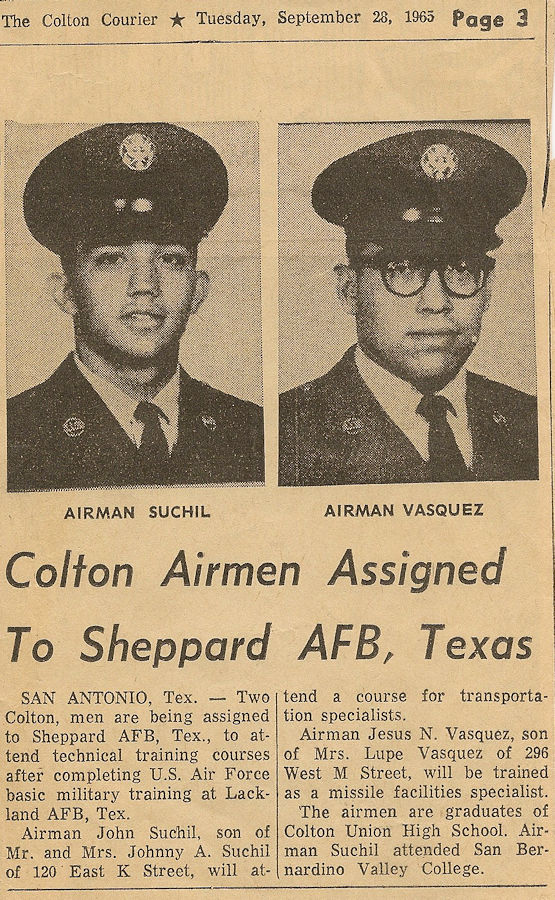 The Colton Courier ★ Tuesday, September 28, 1965 Page 3
AIRMAN SUCHIL
AIRMAN VASQUEZ
Colton Airmen Assigned
To Sheppard AFB, Texas
SAN ANTONIO, Tex. — Two
Colton, men are being assigned
to Sheppard AFB, Tex., to at-
tend technical training courses
after completing U.S. Air Force
basic military training at Lack-
land AFB, Tex.
Airman John Suchil, son of
Mr. and Mrs. Johnny A. Suchil
of 120 East K Street, will at-
tend a course for transporta-
tion specialists.
Airman Jesus N. Vasquez, son
of Mrs. Lupe Vasquez of 296
West M Street, will be trained
as a missile facilities specialist.
The airmen are graduates of
Colton Union High School. Air-
man Suchil attended San Ber-
nardino Valley College.